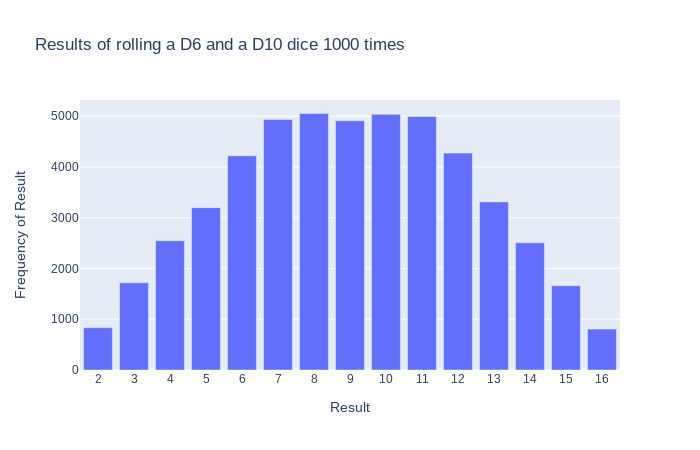 Results of rolling a D6 and a D10 dice 1000 times
Frequency of Result
5000
4000
3000
2000
1000
0
2 3 4 5 6 7 8 9 10 11 12 13 14 15 16
Result